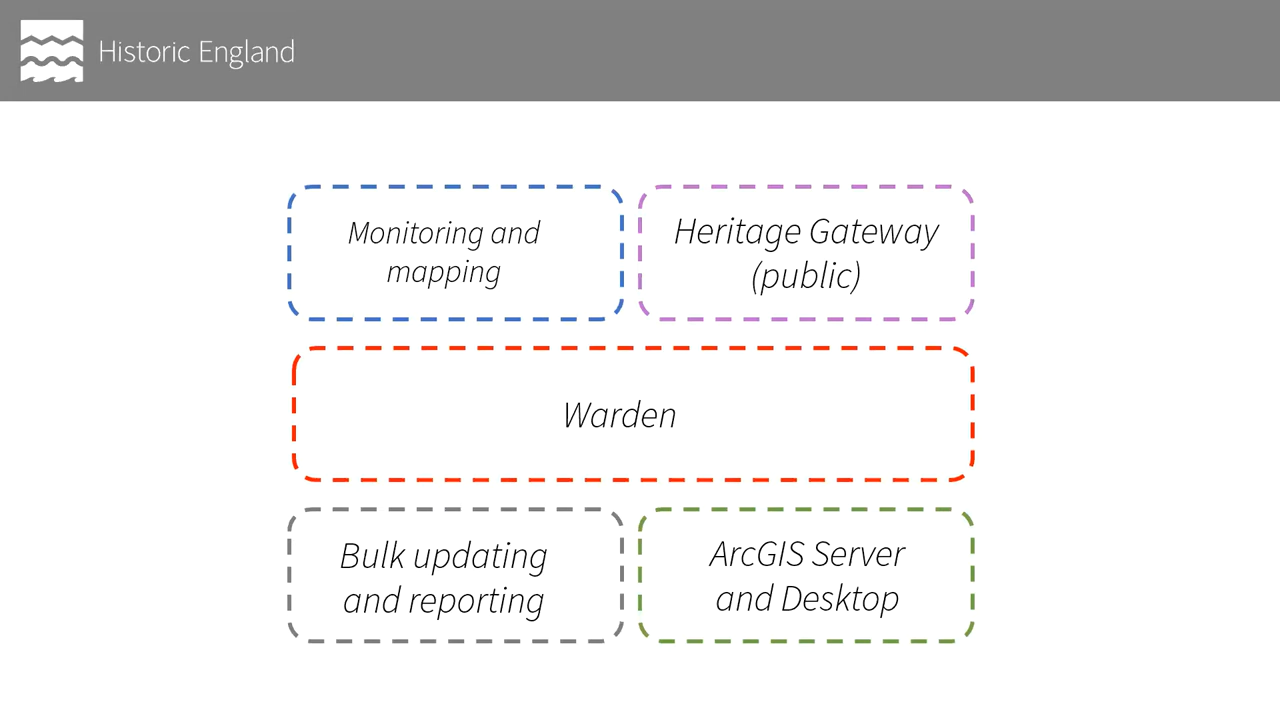 Historic England
Monitoring and
mapping
Heritage Gateway
(public)
Warden
Bulk updating
and reporting
ArcGIS Server
and Desktop